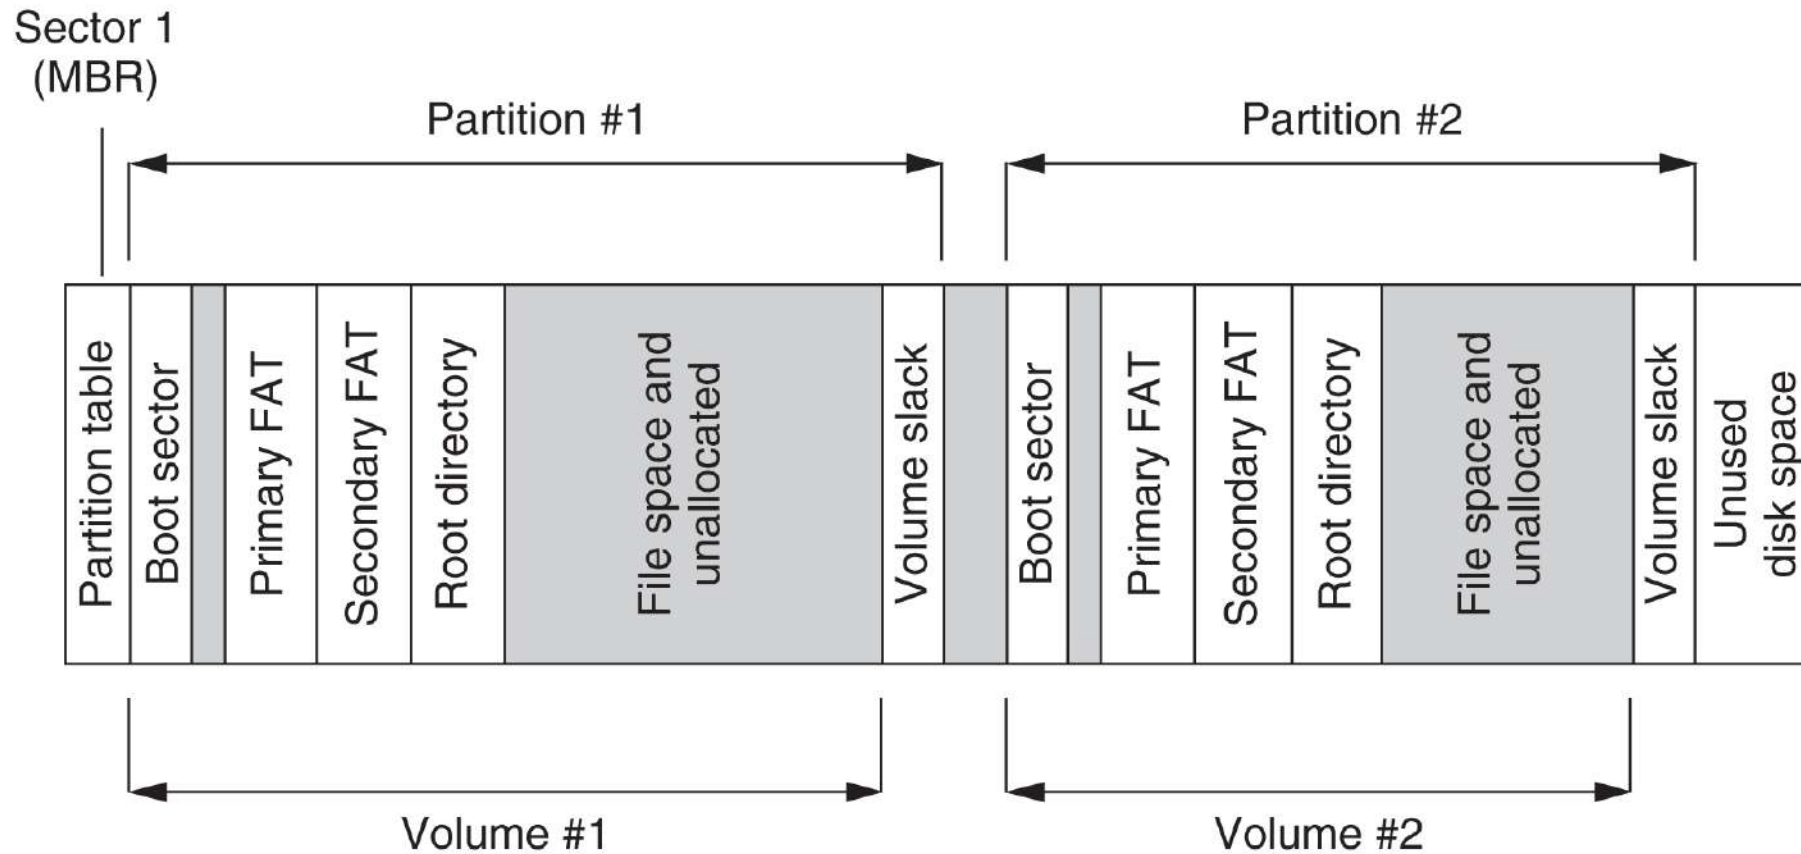 Sector 1
(MBR)
Partition #1
Partition #2
Partition table
Boot sector
Primary FAT
Secondary FAT
Root directory
File space and
unallocated
Volume slack
Boot sector
Primary FAT
Secondary FAT
Root directory
File space and
unallocated
Volume slack
Unused
disk space
Volume #1
Volume #2